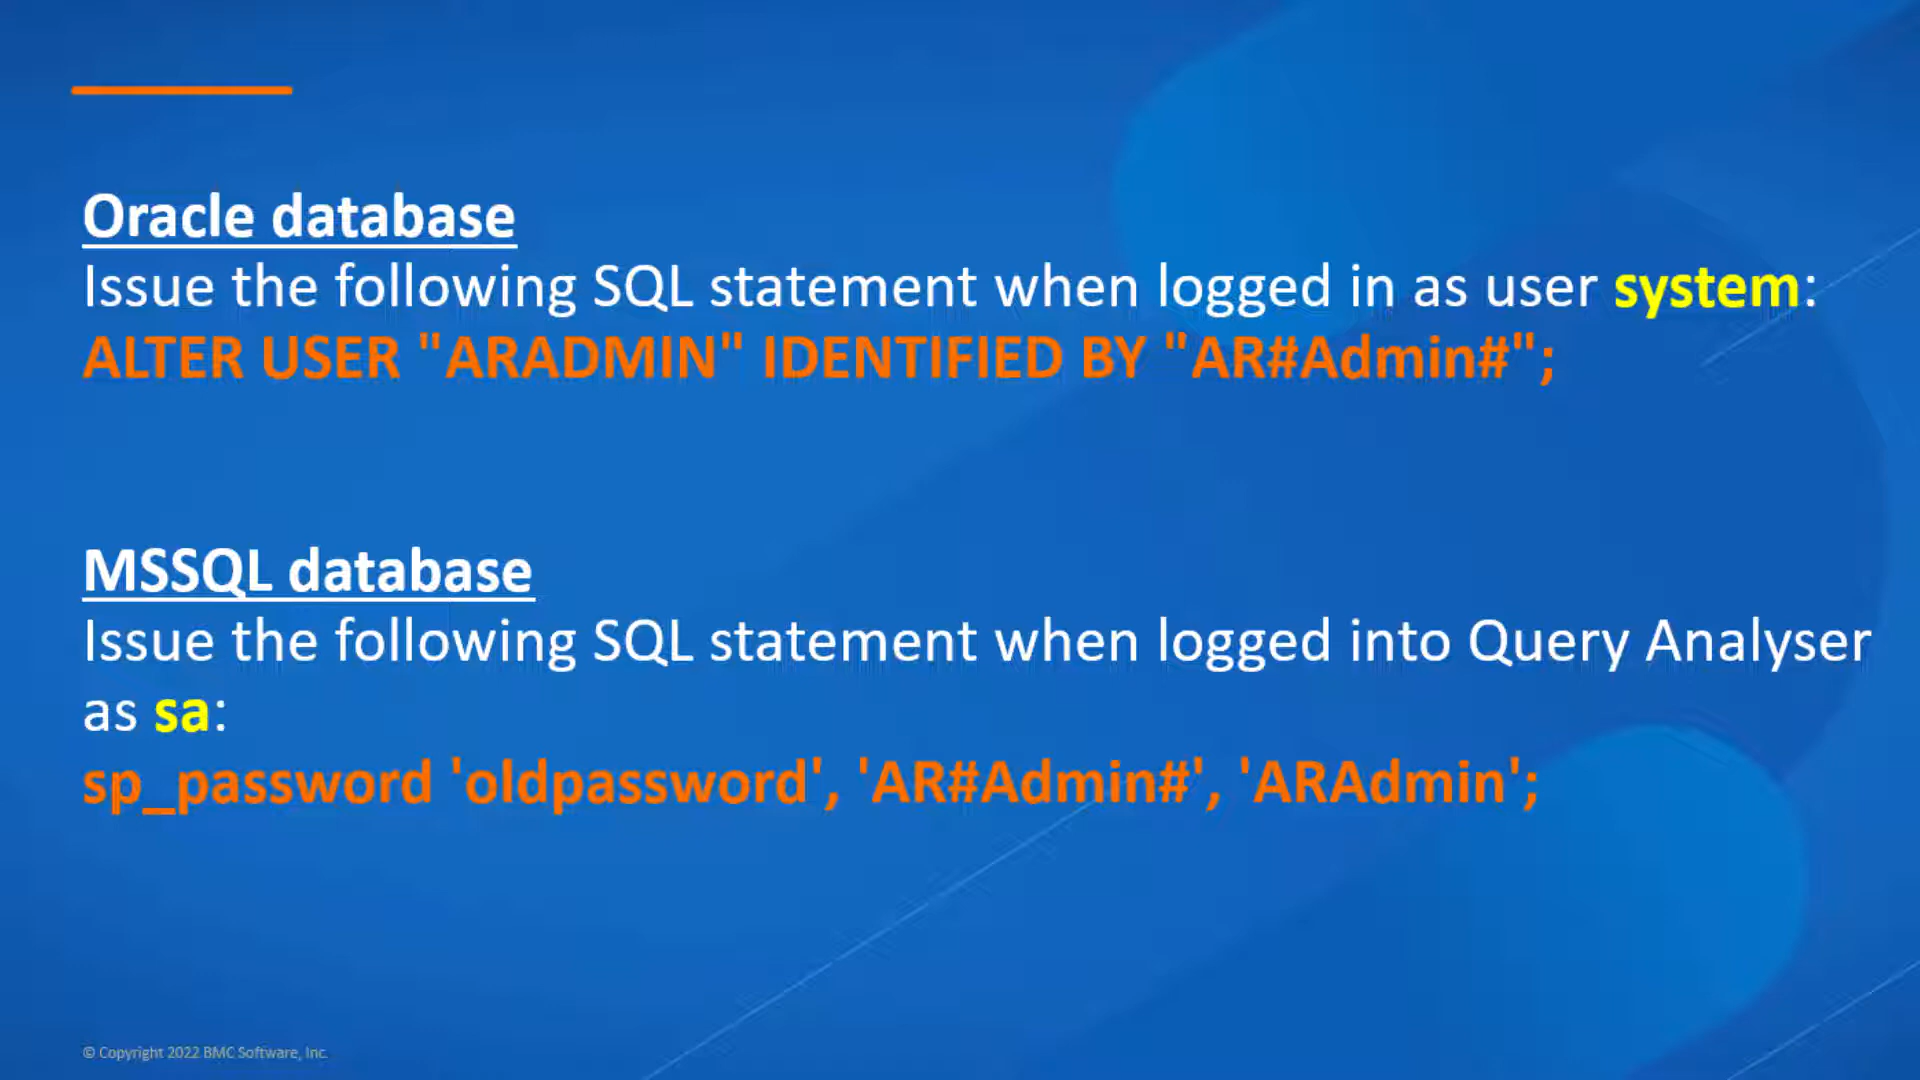 Oracle database
Issue the following SQL statement when logged in as user system:
ALTER USER "ARADMIN" IDENTIFIED BY "AR#Admin#";
MSSQL database
Issue the following SQL statement when logged into Query Analyser
as sa:
sp_password 'oldpassword', 'AR#Admin#', 'ARAdmin';
© Copyright 2022 BMC Software, Inc.